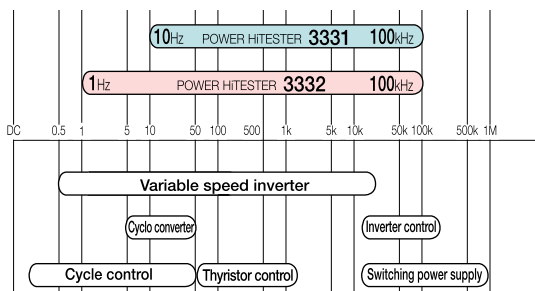 10Hz POWER HiTESTER 3331 100kHz
1Hz POWER HiTESTER 3332 100kHz
DC 0.5 1 5 10 50 100 500 1k 5k 10k 50k 100k 500k 1M
Variable speed inverter
Cyclo converter Inverter control
Cycle control Thyristor control Switching power supply